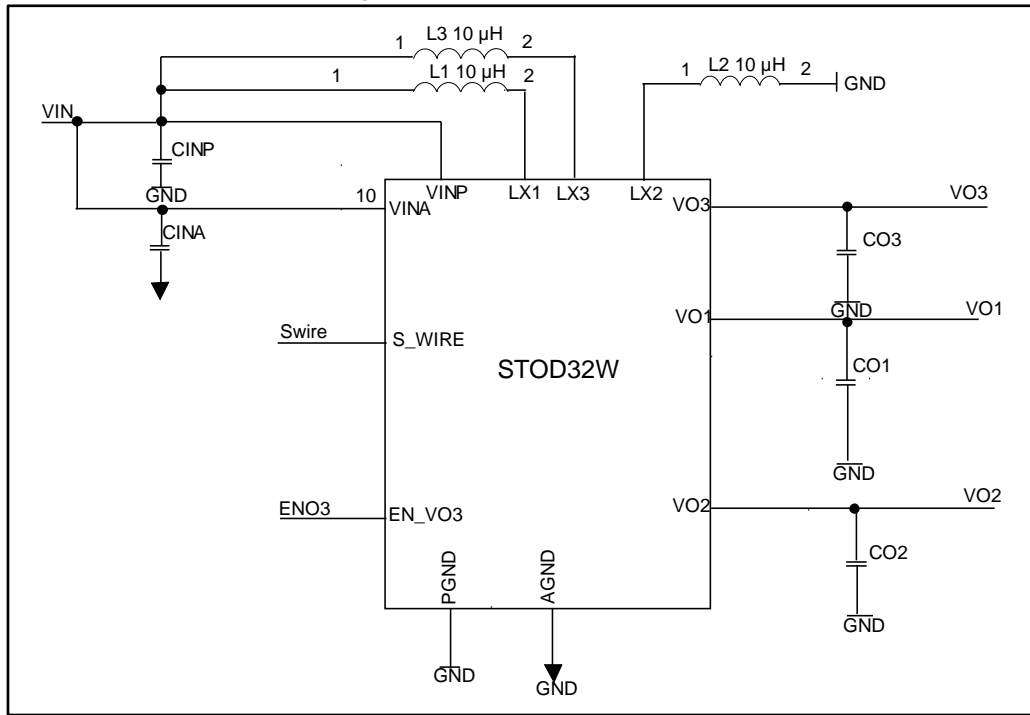 L3 10 µH
1 2
L1 10 µH
1 2
L2 10 µH
1 2
GND
VIN
CINP
GND
10
VINP LX1 LX3 LX2
VINA
VO3 VO3
CINA
CO3
GND
VO1 VO1
Swire S_WIRE
STOD32W
CO1
GND
VO2 VO2
ENO3 EN_VO3
CO2
PGND AGND
GND
GND
GND